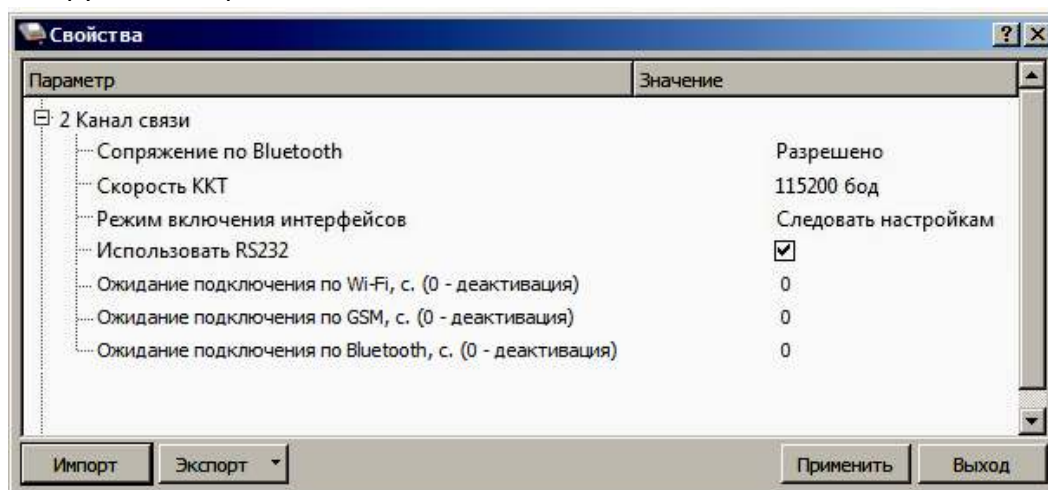 Свойства
Параметр Значение
2 Канал связи
Сопряжение по Bluetooth Разрешено
Скорость ККТ 115200 бод
Режим включения интерфейсов Следовать настройкам
Использовать RS232
Ожидание подключения по Wi-Fi, с. (0 - деактивация) 0
Ожидание подключения по GSM, с. (0 - деактивация) 0
Ожидание подключения по Bluetooth, с. (0 - деактивация) 0
Импорт Экспорт Применить Выход